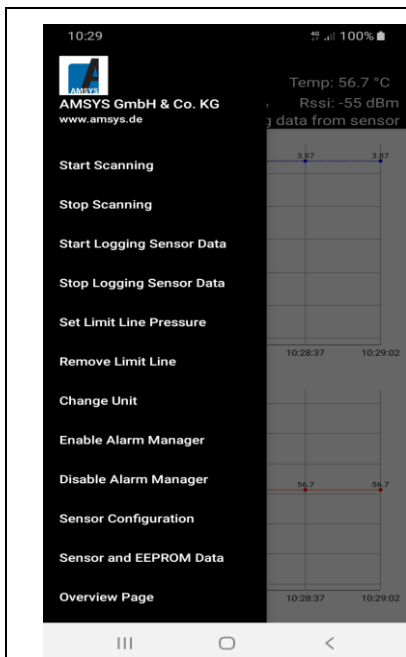 10:29
4G 100%
AMSYS
AMSYS GmbH & Co. KG
www.amsys.de
Temp: 56.7 °C
Rssi: -55 dBm
data from sensor
Start Scanning
Stop Scanning
Start Logging Sensor Data
Stop Logging Sensor Data
Set Limit Line Pressure
Remove Limit Line
Change Unit
Enable Alarm Manager
Disable Alarm Manager
Sensor Configuration
Sensor and EEPROM Data
Overview Page
3.87 3.87
10:28:37 10:29:02
56.7 56.7
10:28:37 10:29:02